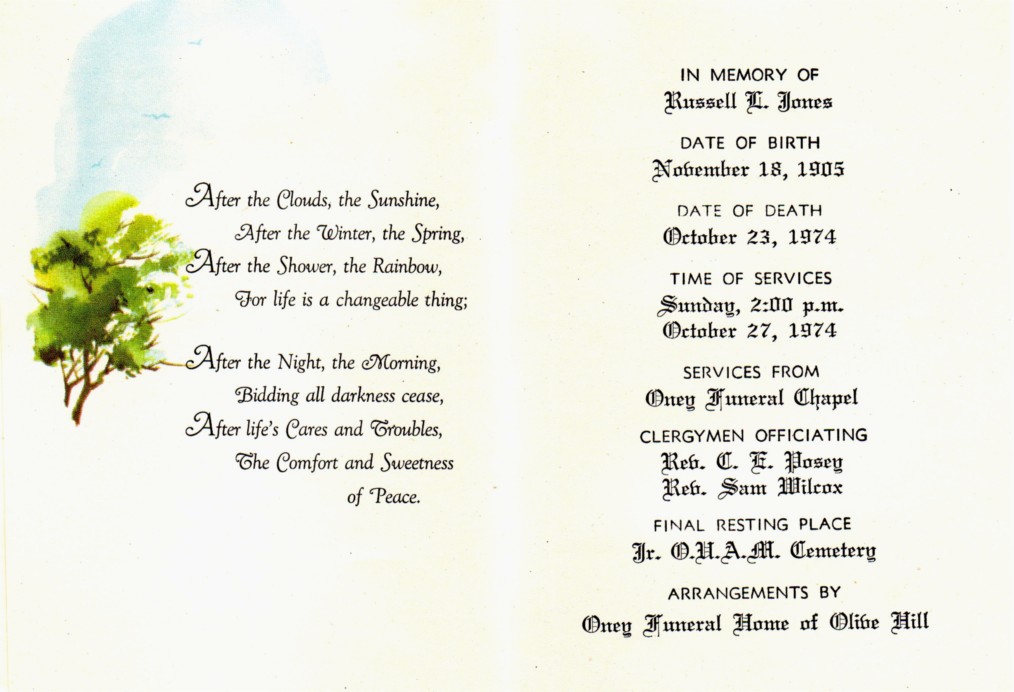 After the Clouds, the Sunshine,
After the Winter, the Spring,
After the Shower, the Rainbow,
For life is a changeable thing;
After the Night, the Morning,
Bidding all darkness cease,
After life's Cares and Troubles,
The Comfort and Sweetness
of Peace.
IN MEMORY OF
Russell L. Jones
DATE OF BIRTH
November 18, 1905
DATE OF DEATH
October 23, 1974
TIME OF SERVICES
Sunday, 2:00 p.m.
October 27, 1974
SERVICES FROM
Oney Funeral Chapel
CLERGYMEN OFFICIATING
Rev. C. E. Posey
Rev. Sam Wilcox
FINAL RESTING PLACE
Jr. O.U.A.M. Cemetery
ARRANGEMENTS BY
Oney Funeral Home of Olive Hill